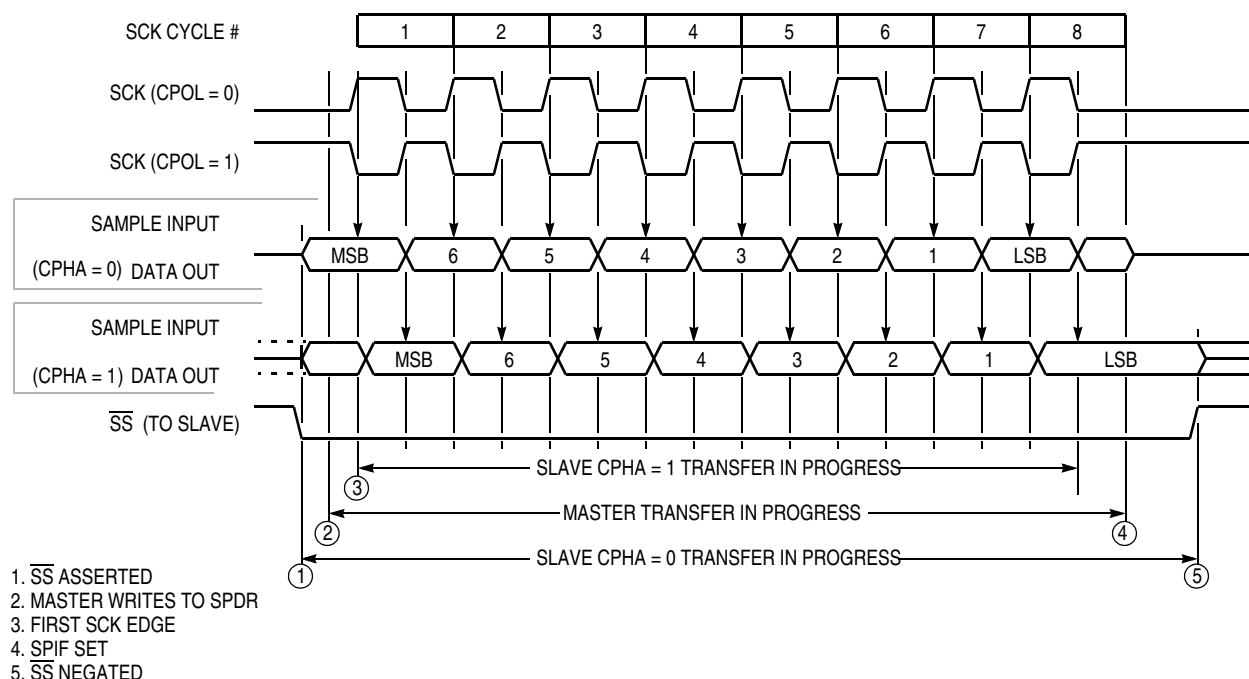 SCK CYCLE # 1 2 3 4 5 6 7 8
SCK (CPOL = 0)
SCK (CPOL = 1)
SAMPLE INPUT
(CPHA = 0) DATA OUT MSB 6 5 4 3 2 1 LSB
SAMPLE INPUT
(CPHA = 1) DATA OUT MSB 6 5 4 3 2 1 LSB
SS (TO SLAVE)
SLAVE CPHA = 1 TRANSFER IN PROGRESS
3
MASTER TRANSFER IN PROGRESS
2 4
SLAVE CPHA = 0 TRANSFER IN PROGRESS
1 5
1. SS ASSERTED
2. MASTER WRITES TO SPDR
3. FIRST SCK EDGE
4. SPIF SET
5. SS NEGATED